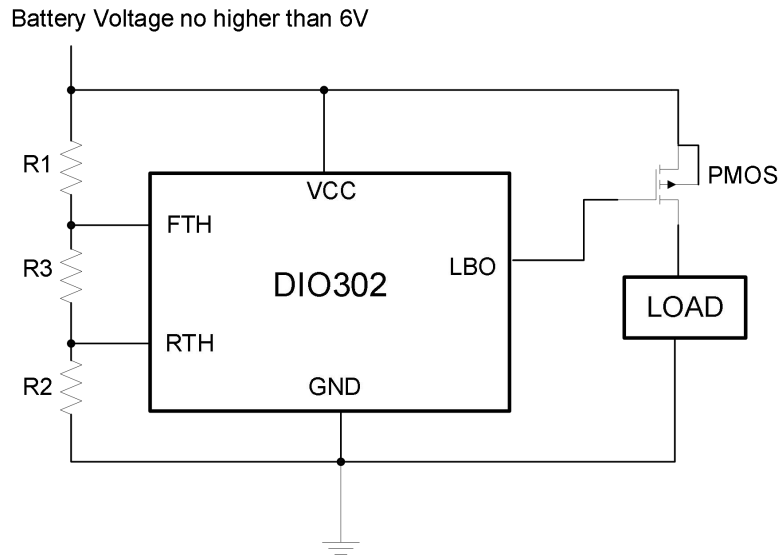 Battery Voltage no higher than 6V
R1
PMOS
VCC
FTH
R3
LBO
DIO302
LOAD
RTH
R2
GND